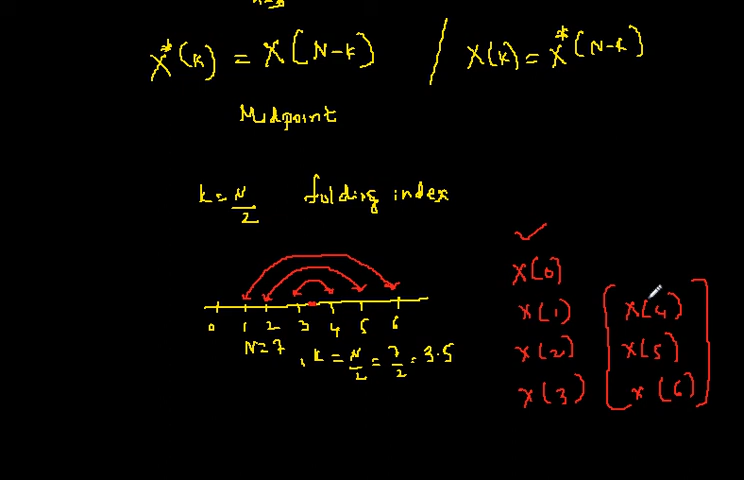 X*(k) = X(N-k) / X(k) = X*(N-k)
Midpoint
k = N/2 folding index
0 1 2 3 4 5 6
N = 7, k = N/2 = 7/2 = 3.5
X(0)
X(1) X(4)
X(2) X(5)
X(3) X(6)